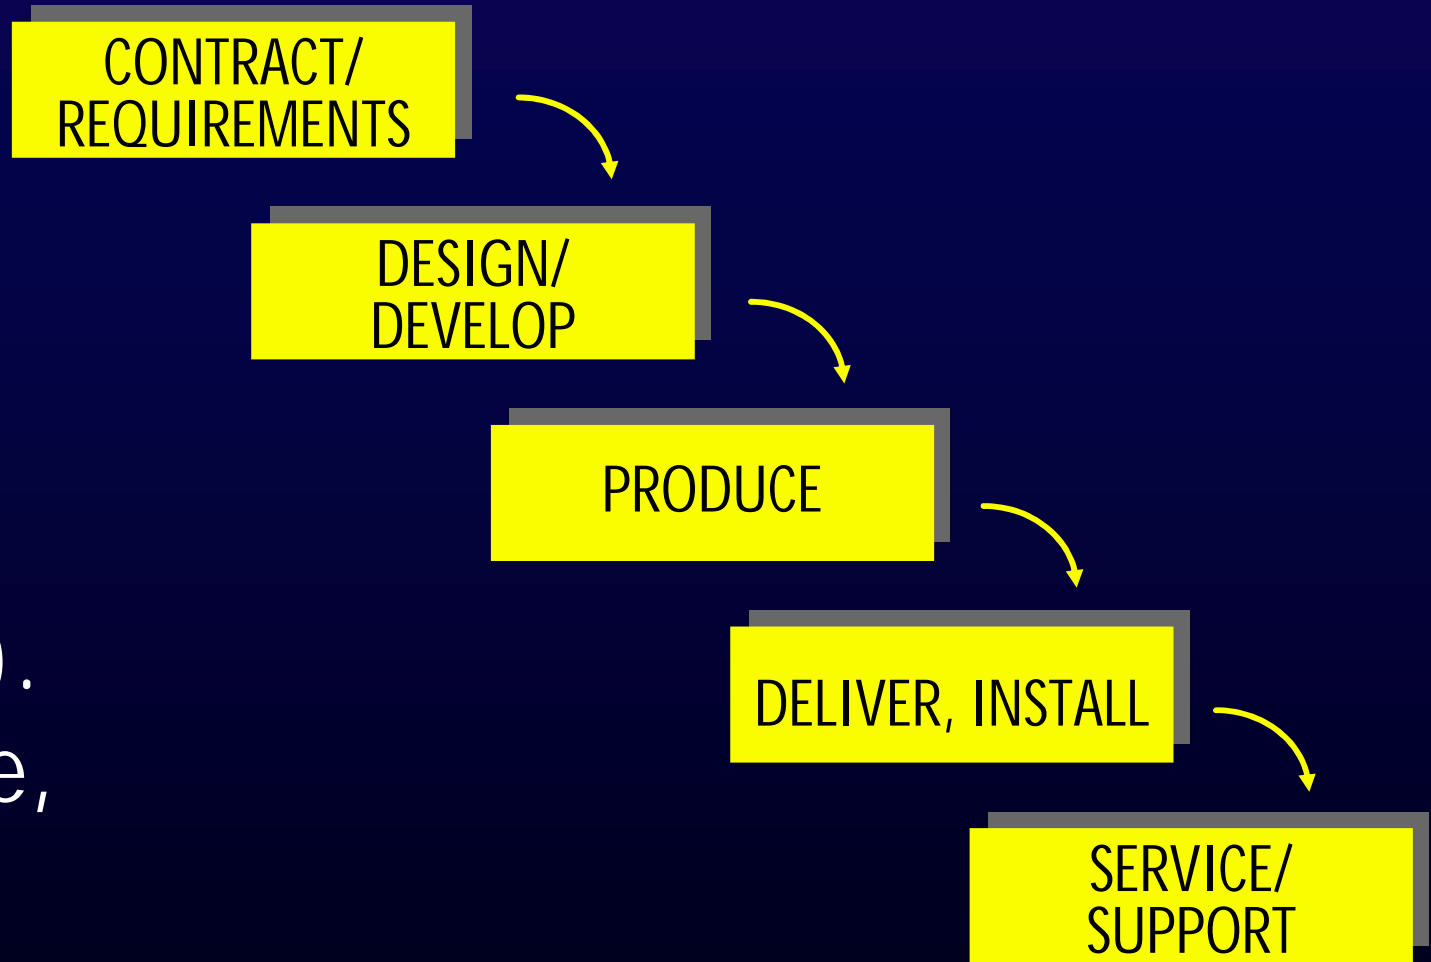 CONTRACT/
REQUIREMENTS
DESIGN/
DEVELOP
PRODUCE
DELIVER, INSTALL
SERVICE/
SUPPORT